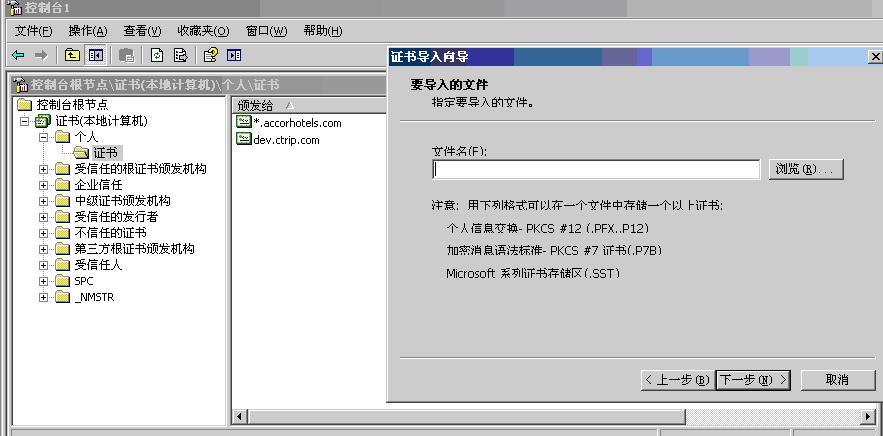 控制台1
文件(F) 操作(A) 查看(V) 收藏夹(O) 窗口(W) 帮助(H)
控制台根节点\证书(本地计算机)\个人\证书
控制台根节点
证书(本地计算机)
个人
证书
受信任的根证书颁发机构
企业信任
中级证书颁发机构
受信任的发行者
不信任的证书
第三方根证书颁发机构
受信任人
SPC
_NMSTR
颁发给
*.accorhotels.com
dev.ctrip.com
证书导入向导
要导入的文件
指定要导入的文件。
文件名(F):
浏览(R)...
注意: 用下列格式可以在一个文件中存储一个以上证书:
个人信息交换- PKCS #12 (.PFX,.P12)
加密消息语法标准- PKCS #7 证书(.P7B)
Microsoft 系列证书存储区(.SST)
< 上一步(B) 下一步(N) > 取消